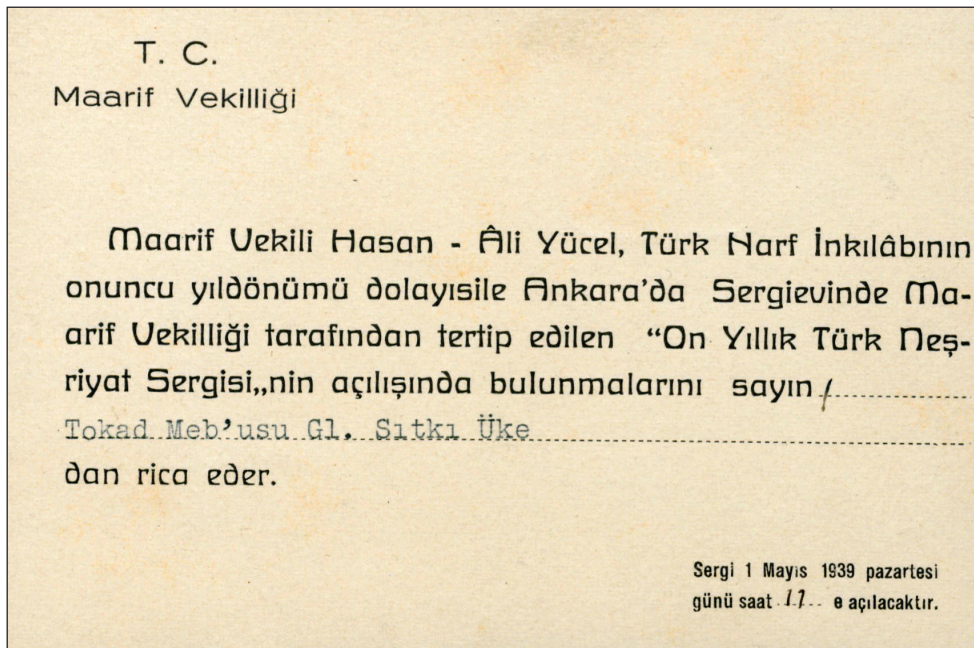 T. C.
Maarif Vekilliği
Maarif Vekili Hasan - Âli Yücel, Türk Harf İnkılâbının
onuncu yıldönümü dolayısile Ankara'da Sergievinde Ma-
arif Vekilliği tarafından tertip edilen “On Yıllık Türk Neş-
riyat Sergisi„nin açılışında bulunmalarını sayın
Tokad Meb'usu Gl. Sıtkı Üke
dan rica eder.
Sergi 1 Mayıs 1939 pazartesi
günü saat e açılacaktır.